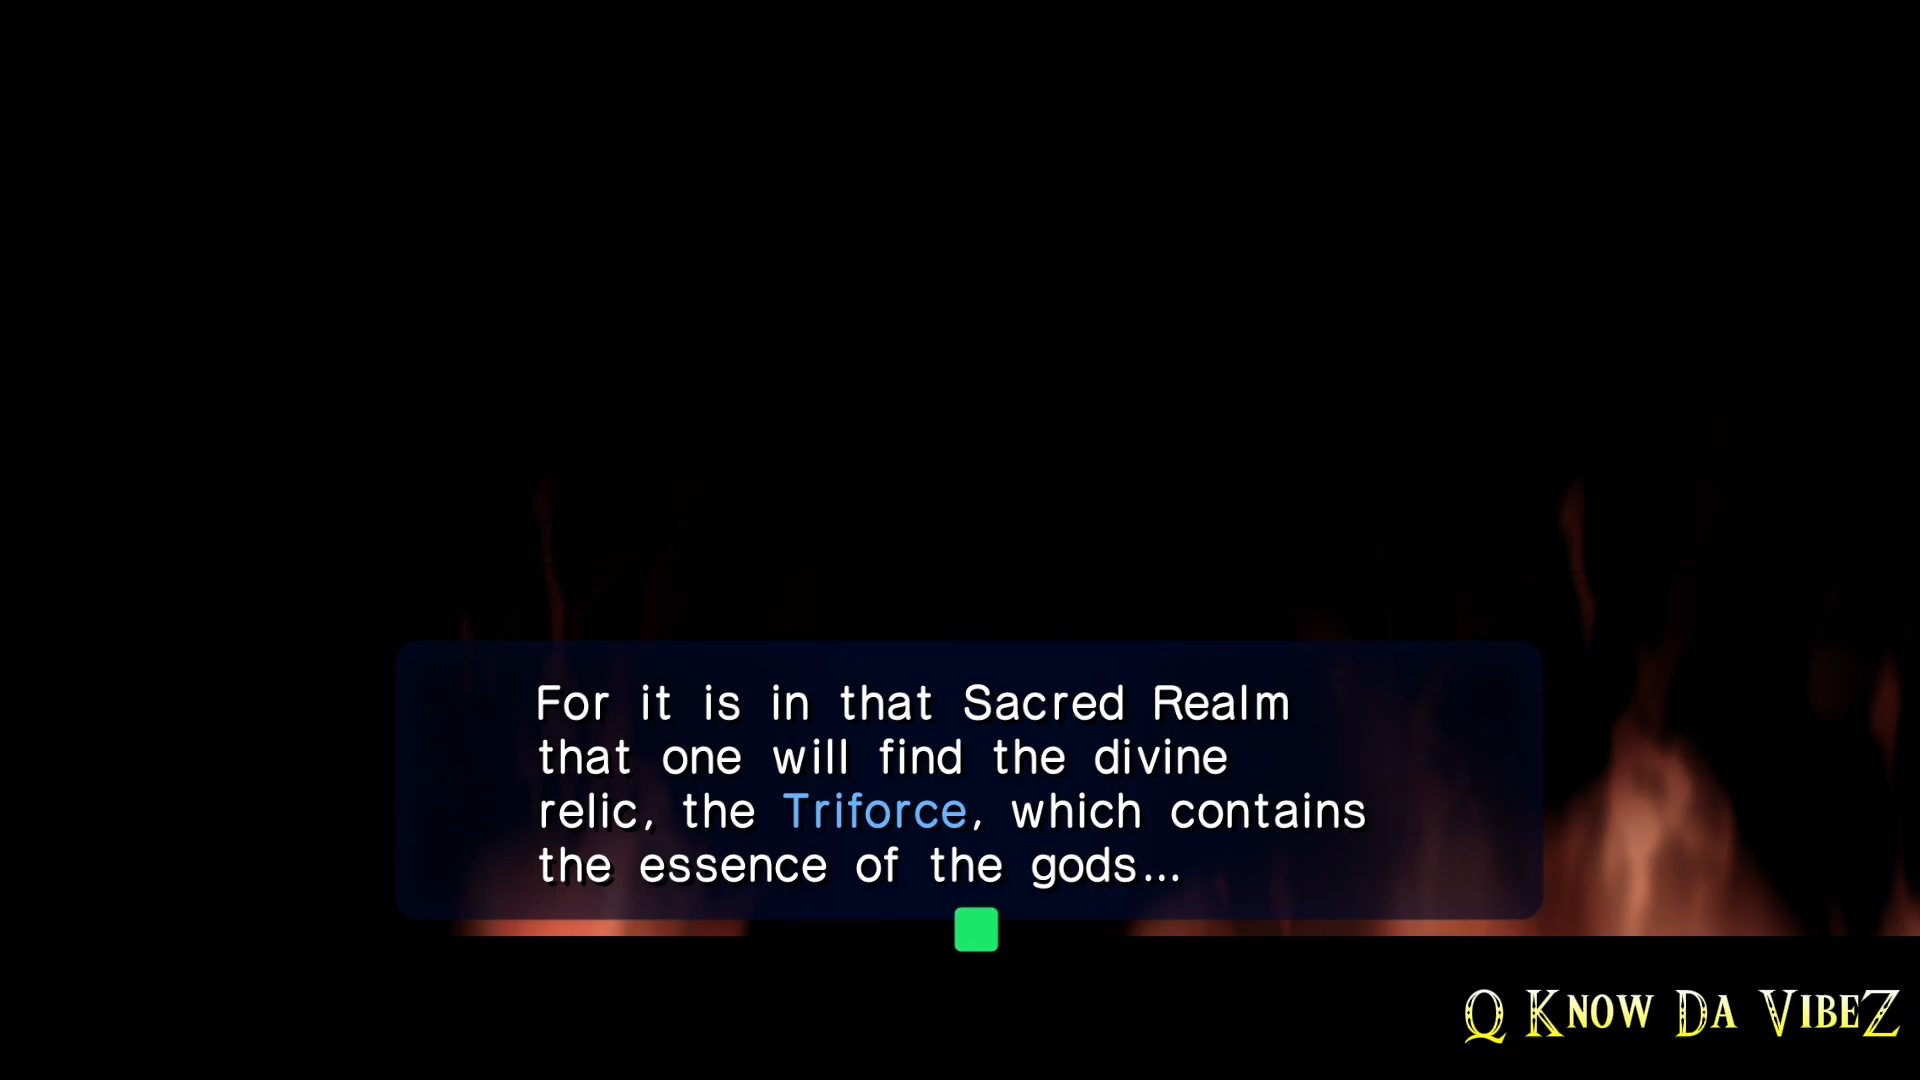 For it is in that Sacred Realm
that one will find the divine
relic, the Triforce, which contains
the essence of the gods...
Q Know Da VibeZ